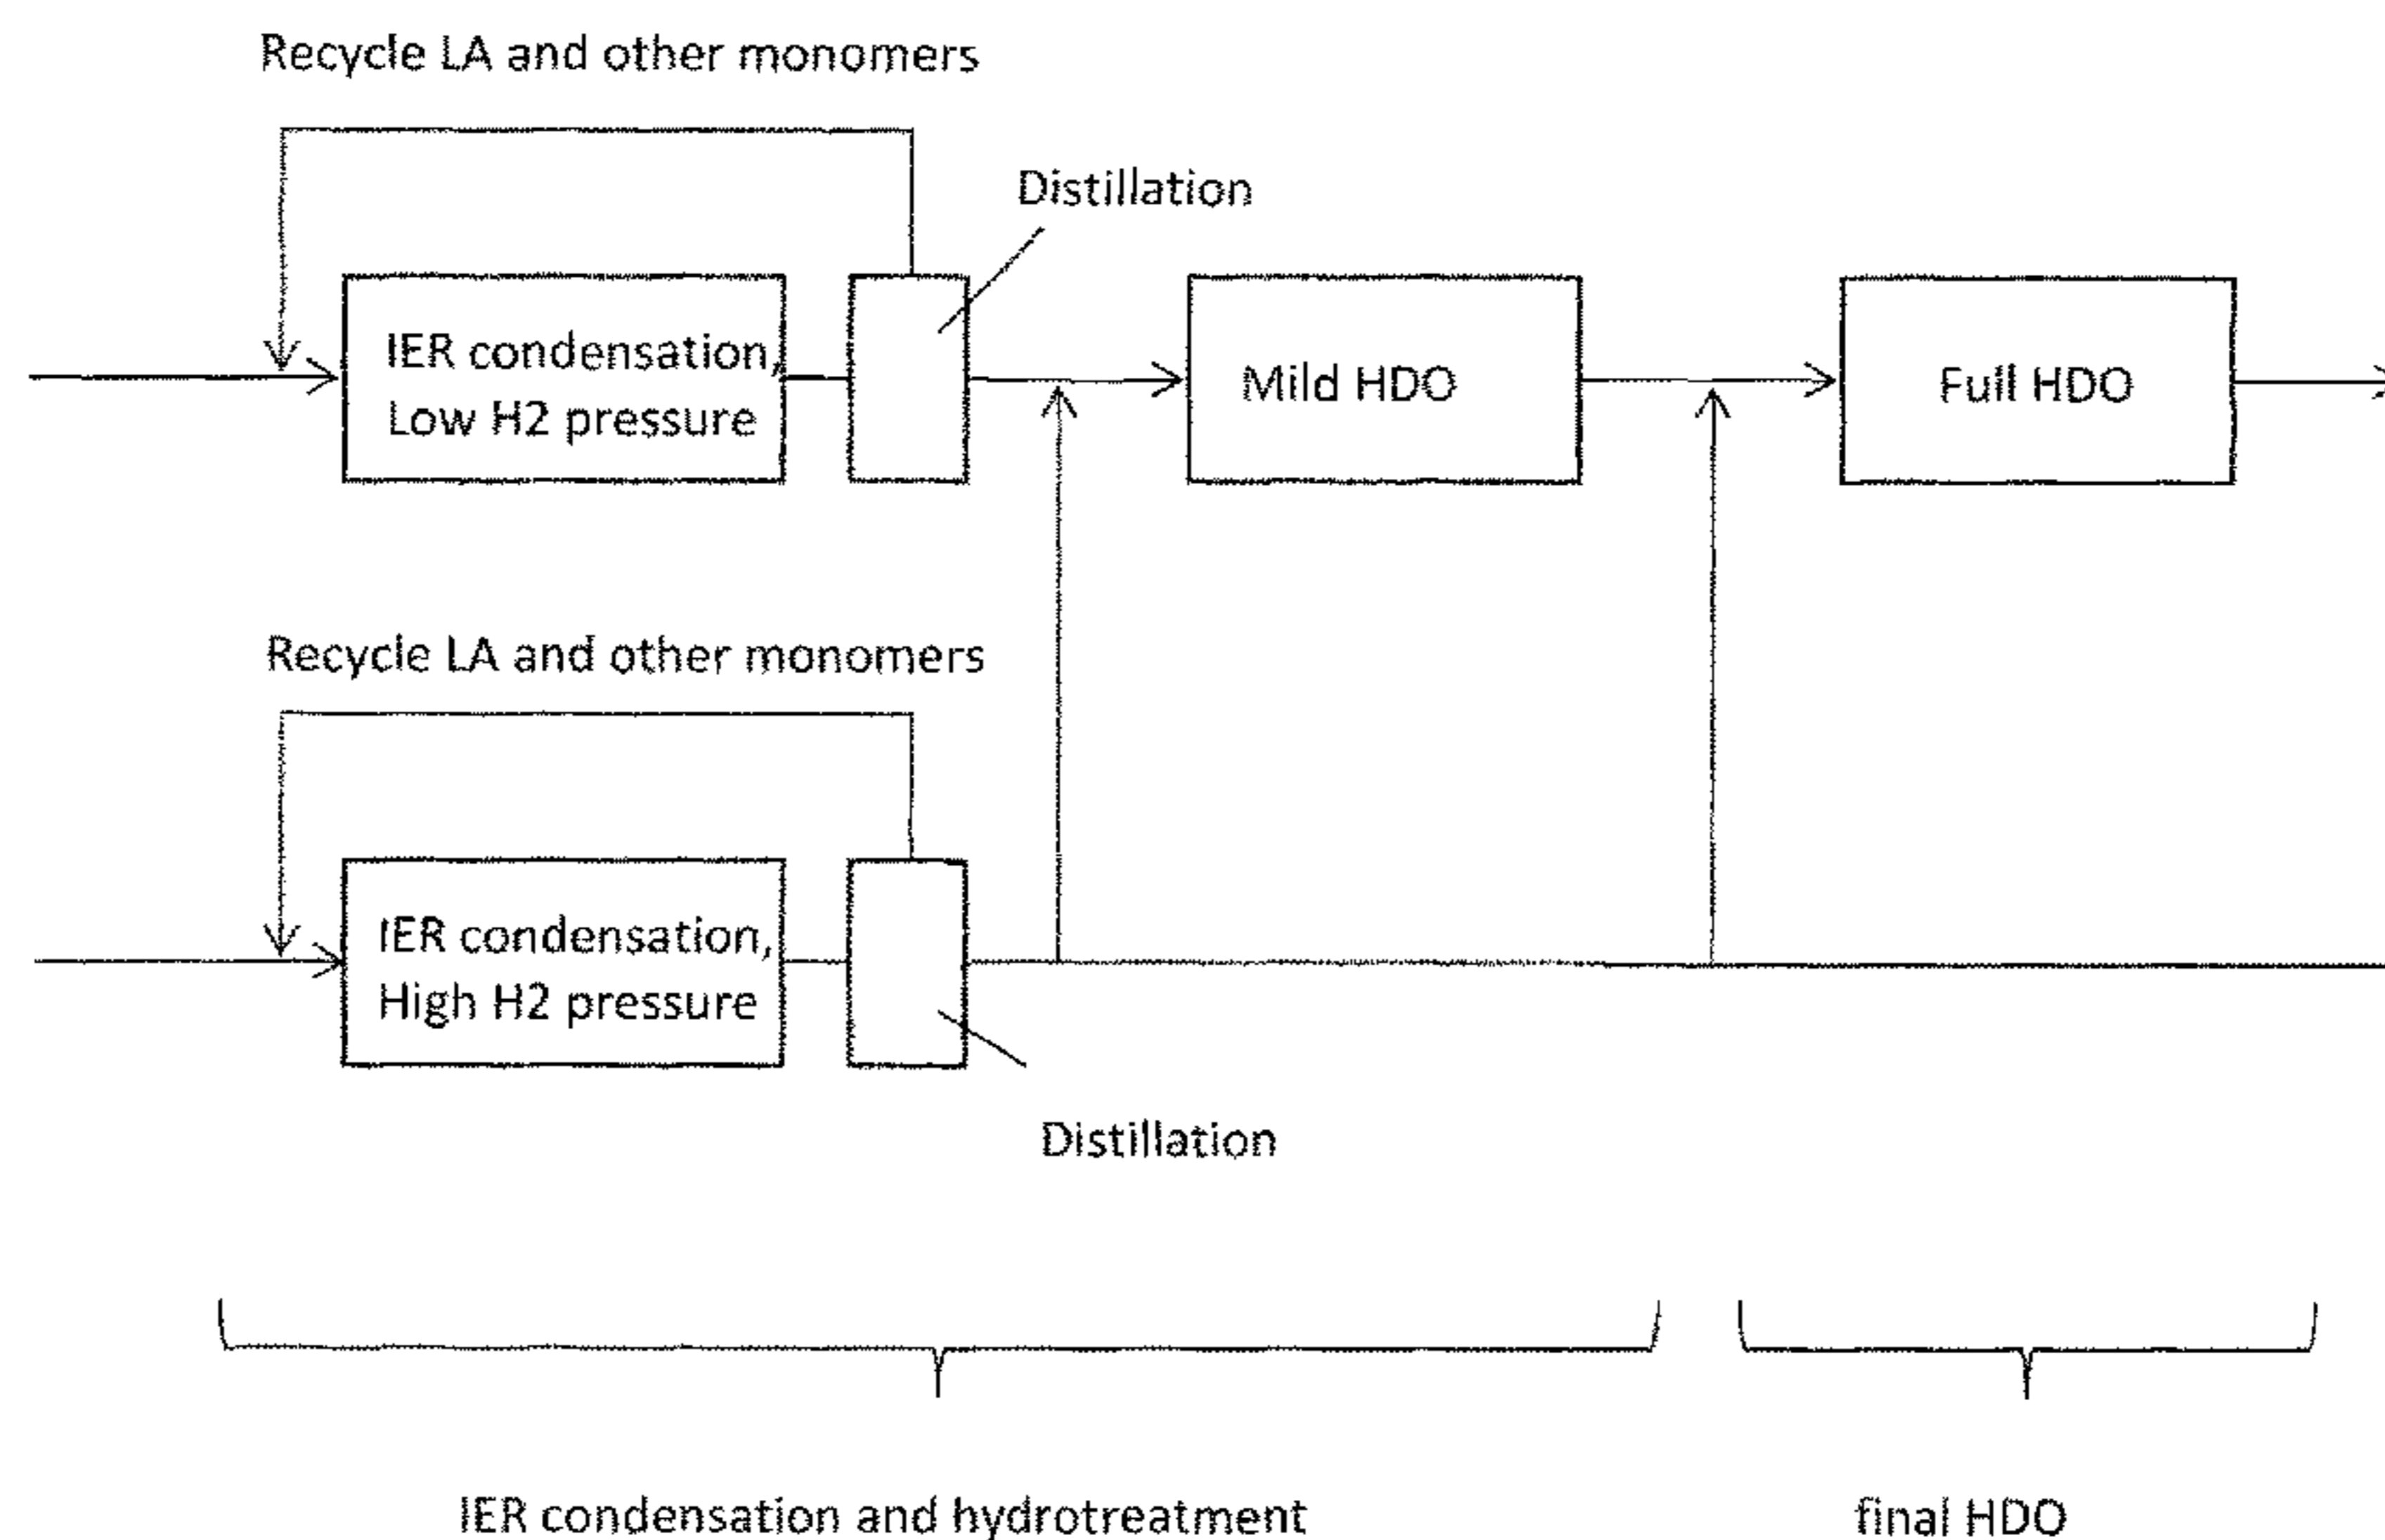 Recycle LA and other monomers
Distillation
IER condensation,
Low H2 pressure
Mild HDO
Full HDO
Recycle LA and other monomers
IER condensation,
High H2 pressure
Distillation
IER condensation and hydrotreatment
final HDO